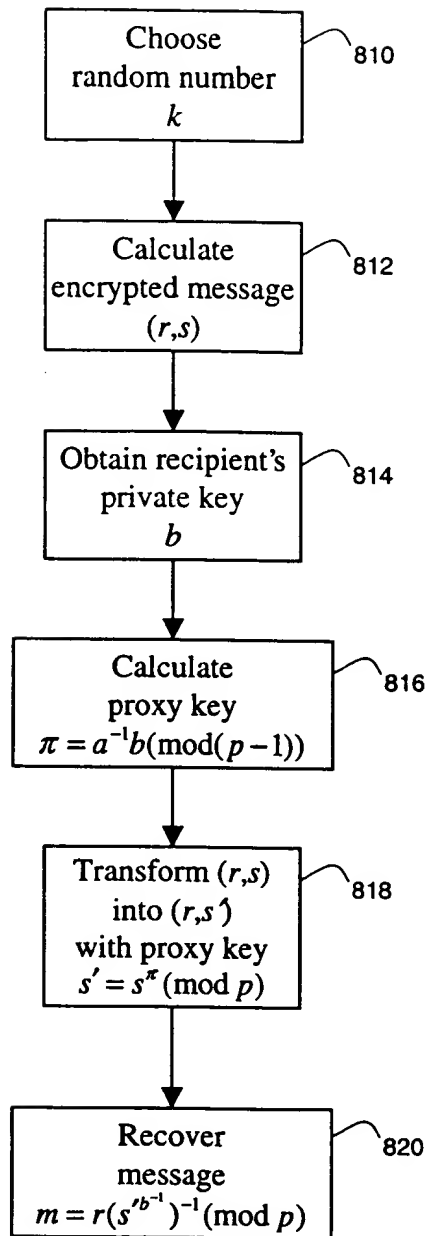 Choose
random number
k
810
Calculate
encrypted message
(r,s)
812
Obtain recipient's
private key
b
814
Calculate
proxy key
π = a⁻¹b(mod(p−1))
816
Transform (r,s)
into (r,s′)
with proxy key
s′ = s^π (mod p)
818
Recover
message
m = r(s′^b⁻¹)⁻¹(mod p)
820